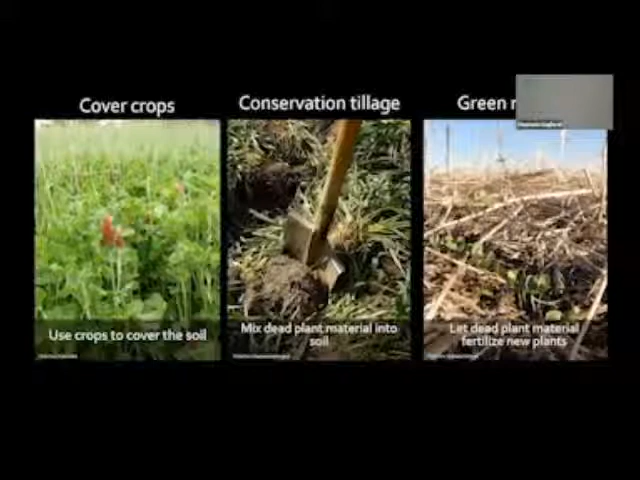 Cover crops
Conservation tillage
Green
Use crops to cover the soil
Mix dead plant material into
soil
Let dead plant material
fertilize new plants